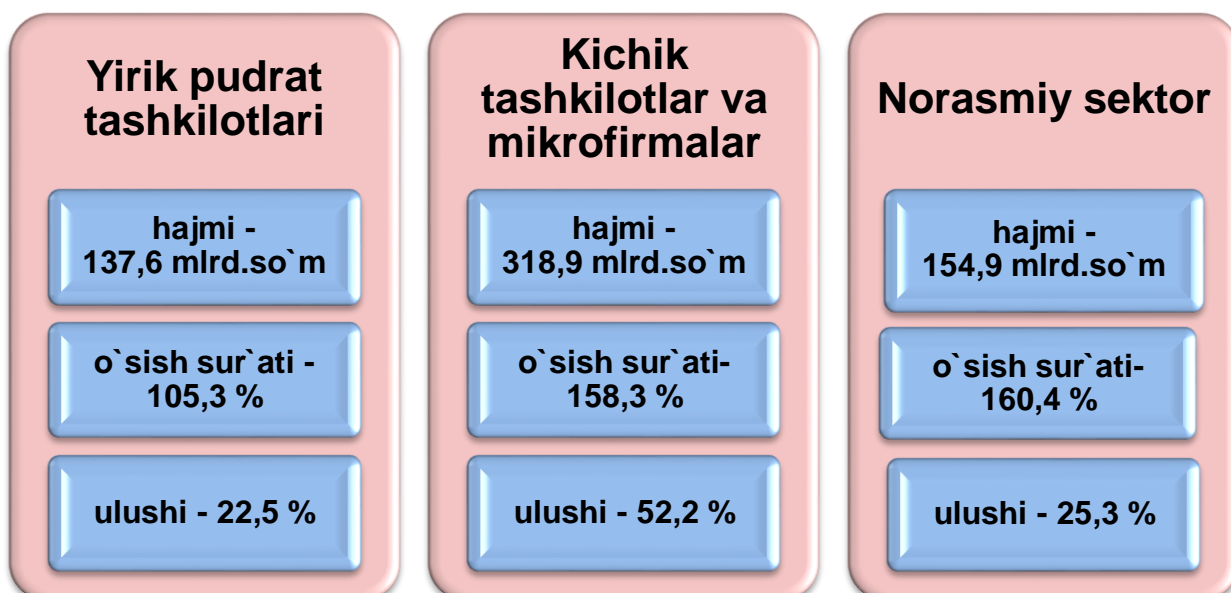 Yirik pudrat
tashkilotlari
hajmi -
137,6 mlrd.so`m
o`sish sur`ati -
105,3 %
ulushi - 22,5 %
Kichik
tashkilotlar va
mikrofirmalar
hajmi -
318,9 mlrd.so`m
o`sish sur`ati-
158,3 %
ulushi - 52,2 %
Norasmiy sektor
hajmi -
154,9 mlrd.so`m
o`sish sur`ati-
160,4 %
ulushi - 25,3 %